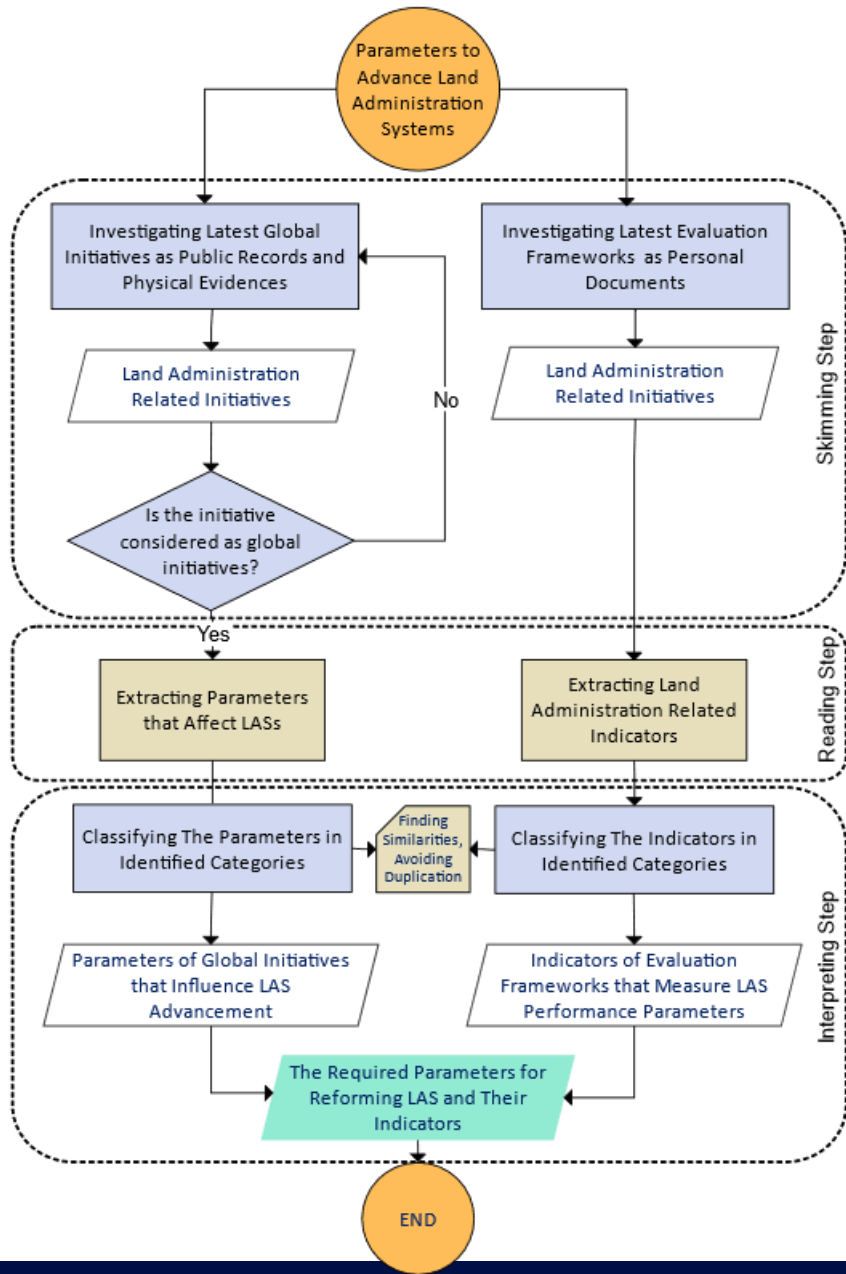 Parameters to
Advance Land
Administration
Systems
Investigating Latest Global
Initiatives as Public Records and
Physical Evidences
Investigating Latest Evaluation
Frameworks as Personal
Documents
Land Administration
Related Initiatives
Land Administration
Related Initiatives
No
Is the initiative
considered as global
initiatives?
Skimming Step
Yes
Extracting Parameters
that Affect LASs
Extracting Land
Administration Related
Indicators
Reading Step
Classifying The Parameters in
Identified Categories
Finding
Similarities,
Avoiding
Duplication
Classifying The Indicators in
Identified Categories
Parameters of Global Initiatives
that Influence LAS
Advancement
Indicators of Evaluation
Frameworks that Measure LAS
Performance Parameters
Interpreting Step
The Required Parameters for
Reforming LAS and Their
Indicators
END